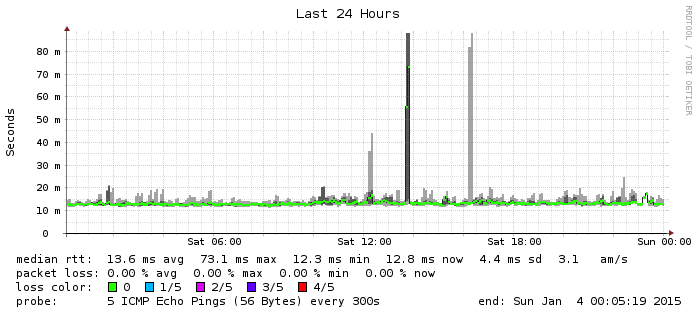 Last 24 Hours
RRDTOOL / TOBI OETIKER
Seconds
80 m
70 m
60 m
50 m
40 m
30 m
20 m
10 m
0
Sat 06:00 Sat 12:00 Sat 18:00 Sun 00:00
median rtt: 13.6 ms avg 73.1 ms max 12.3 ms min 12.8 ms now 4.4 ms sd 3.1 am/s
packet loss: 0.00 % avg 0.00 % max 0.00 % min 0.00 % now
loss color: 0 1/5 2/5 3/5 4/5
probe: 5 ICMP Echo Pings (56 Bytes) every 300s end: Sun Jan 4 00:05:19 2015